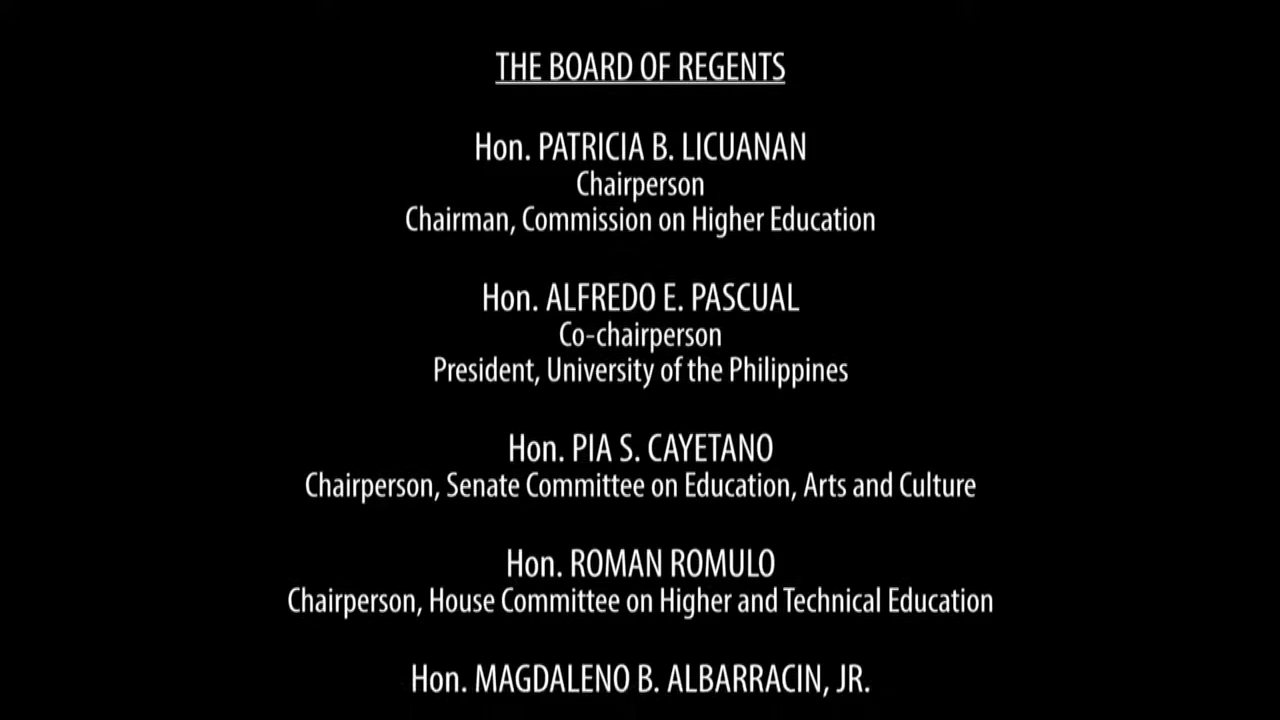 THE BOARD OF REGENTS
Hon. PATRICIA B. LICUANAN
Chairperson
Chairman, Commission on Higher Education
Hon. ALFREDO E. PASCUAL
Co-chairperson
President, University of the Philippines
Hon. PIA S. CAYETANO
Chairperson, Senate Committee on Education, Arts and Culture
Hon. ROMAN ROMULO
Chairperson, House Committee on Higher and Technical Education
Hon. MAGDALENO B. ALBARRACIN, JR.